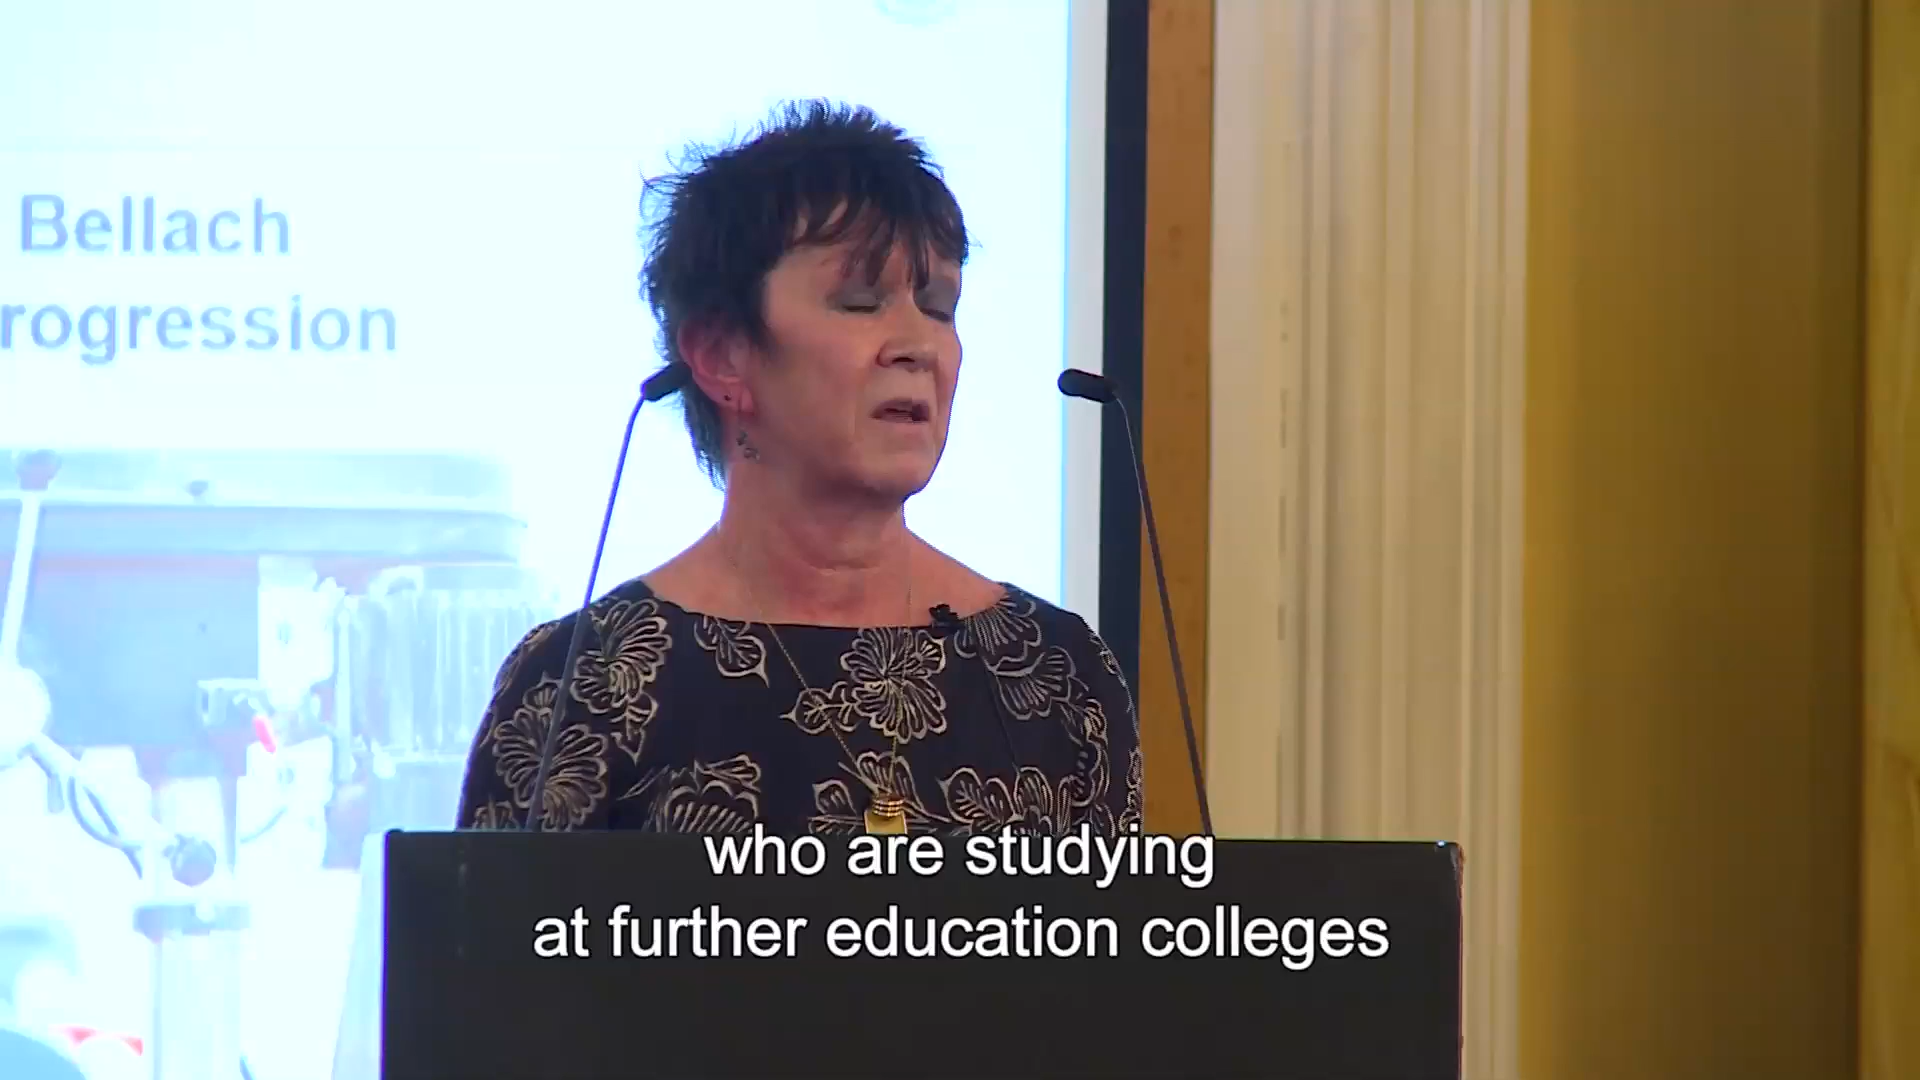 Bellach
rogression
who are studying
at further education colleges